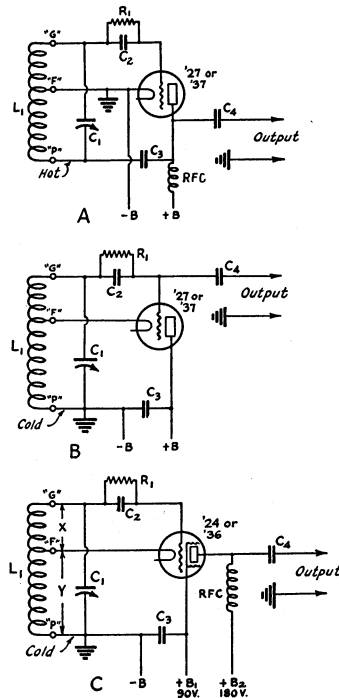 R1
"G"
C2
'27 or '37
"F"
L1
C1
C3
C4
Output
"P"
Hot
RFC
A
-B
+B
R1
"G"
C2
C4
Output
'27 or '37
"F"
L1
C1
C3
"P"
Cold
B
-B
+B
R1
"G"
C2
X
'24 or '36
"F"
C4
L1
C1
Y
Output
RFC
C3
"P"
Cold
C
-B
+B1
90V.
+B2
180V.